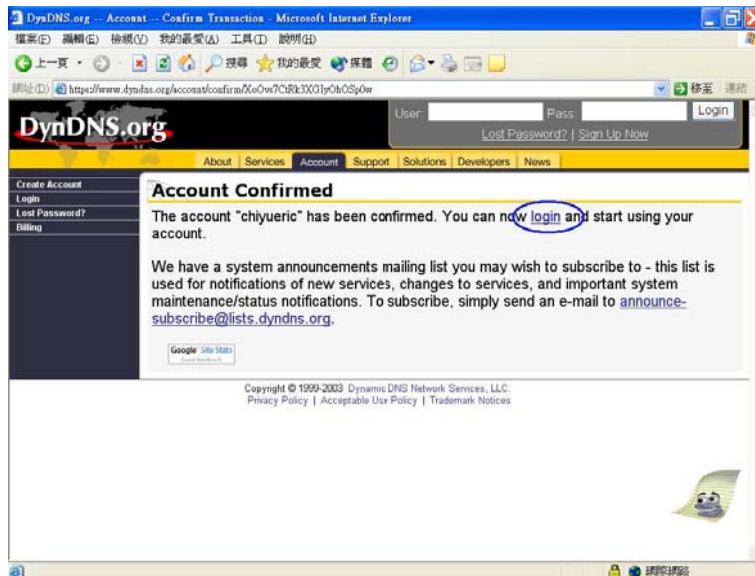 DynDNS.org -- Account -- Confirm Transaction - Microsoft Internet Explorer
檔案(F) 編輯(E) 檢視(V) 我的最愛(A) 工具(T) 說明(H)
上一頁 搜尋 我的最愛 媒體
網址(D) https://www.dyndns.org/account/confirm/ 移至 連結
DynDNS.org
User: Pass: Login
Lost Password? | Sign Up Now
About Services Account Support Solutions Developers News
Create Account
Login
Lost Password?
Billing
Account Confirmed
The account "chiyueric" has been confirmed. You can now login and start using your
account.
We have a system announcements mailing list you may wish to subscribe to - this list is
used for notifications of new services, changes to services, and important system
maintenance/status notifications. To subscribe, simply send an e-mail to announce-
subscribe@lists.dyndns.org.
Google Site Stats
Send feedback
Copyright © 1999-2003 Dynamic DNS Network Services, LLC.
Privacy Policy | Acceptable Use Policy | Trademark Notices
網際網路